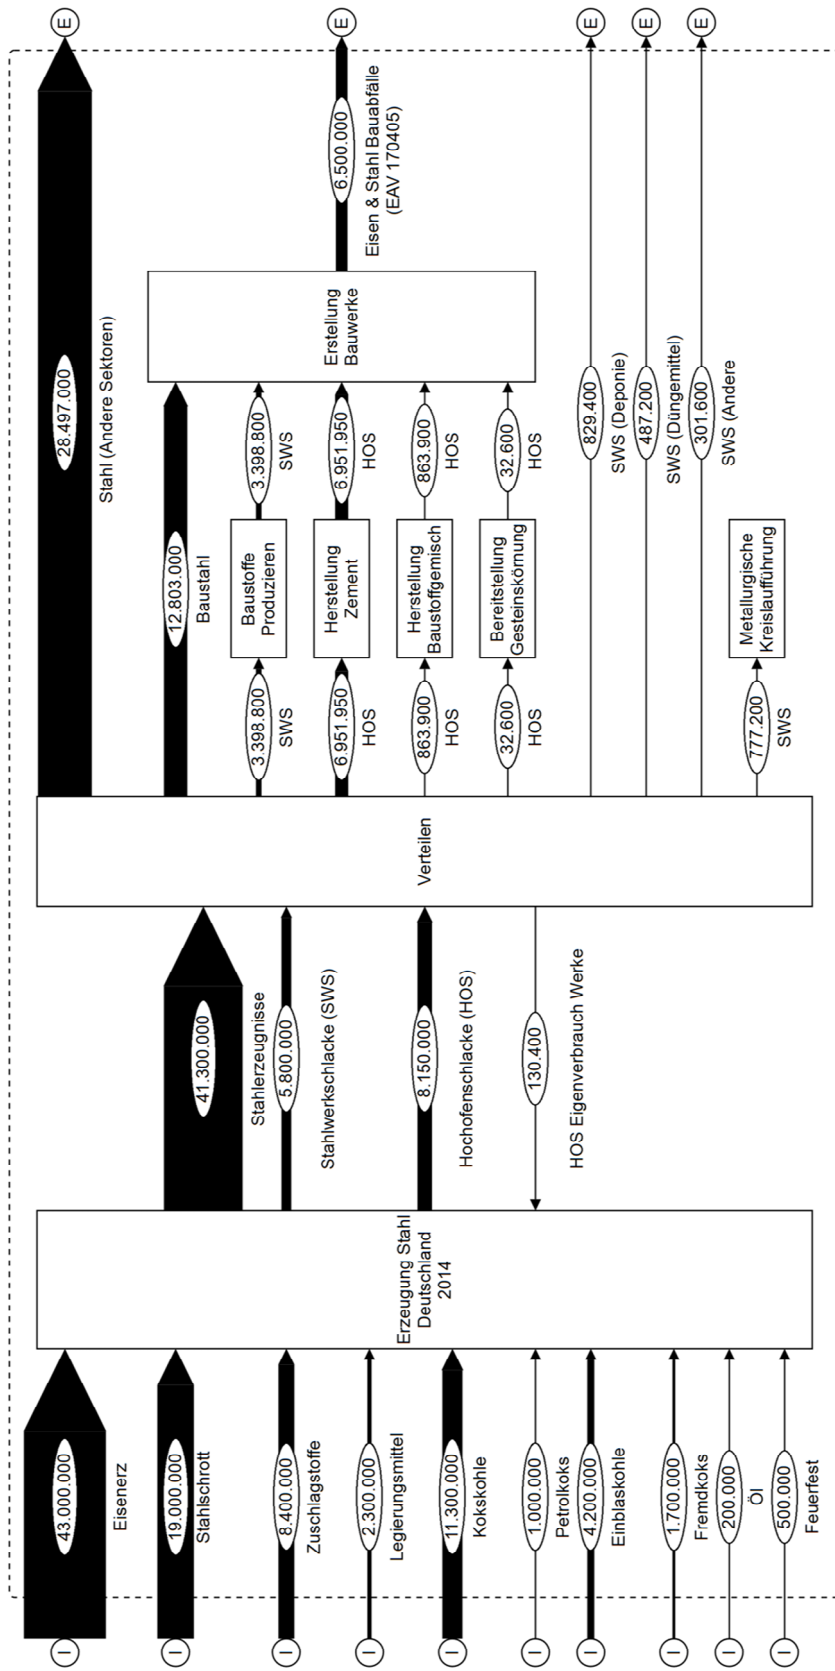 I
43.000.000
Eisenerz
I
19.000.000
Stahlschrott
I
8.400.000
Zuschlagstoffe
I
2.300.000
Legierungsmittel
I
11.300.000
Kokskohle
I
1.000.000
Petrolkoks
I
4.200.000
Einblaskohle
I
1.700.000
Fremdkoks
I
200.000
Öl
I
500.000
Feuerfest
Erzeugung Stahl
Deutschland
2014
41.300.000
Stahlerzeugnisse
5.800.000
Stahlwerkschlacke (SWS)
8.150.000
Hochofenschlacke (HOS)
130.400
HOS Eigenverbrauch Werke
Verteilen
28.497.000
Stahl (Andere Sektoren)
E
12.803.000
Baustahl
3.398.800
SWS
Baustoffe
Produzieren
3.398.800
SWS
6.951.950
HOS
Herstellung
Zement
6.951.950
HOS
863.900
HOS
Herstellung
Baustoffgemisch
863.900
HOS
32.600
HOS
Bereitstellung
Gesteinskörnung
32.600
HOS
Erstellung
Bauwerke
6.500.000
Eisen & Stahl Bauabfälle
(EAV 170405)
E
829.400
SWS (Deponie)
E
487.200
SWS (Düngemittel)
E
301.600
SWS (Andere
E
777.200
SWS
Metallurgische
Kreislaufführung